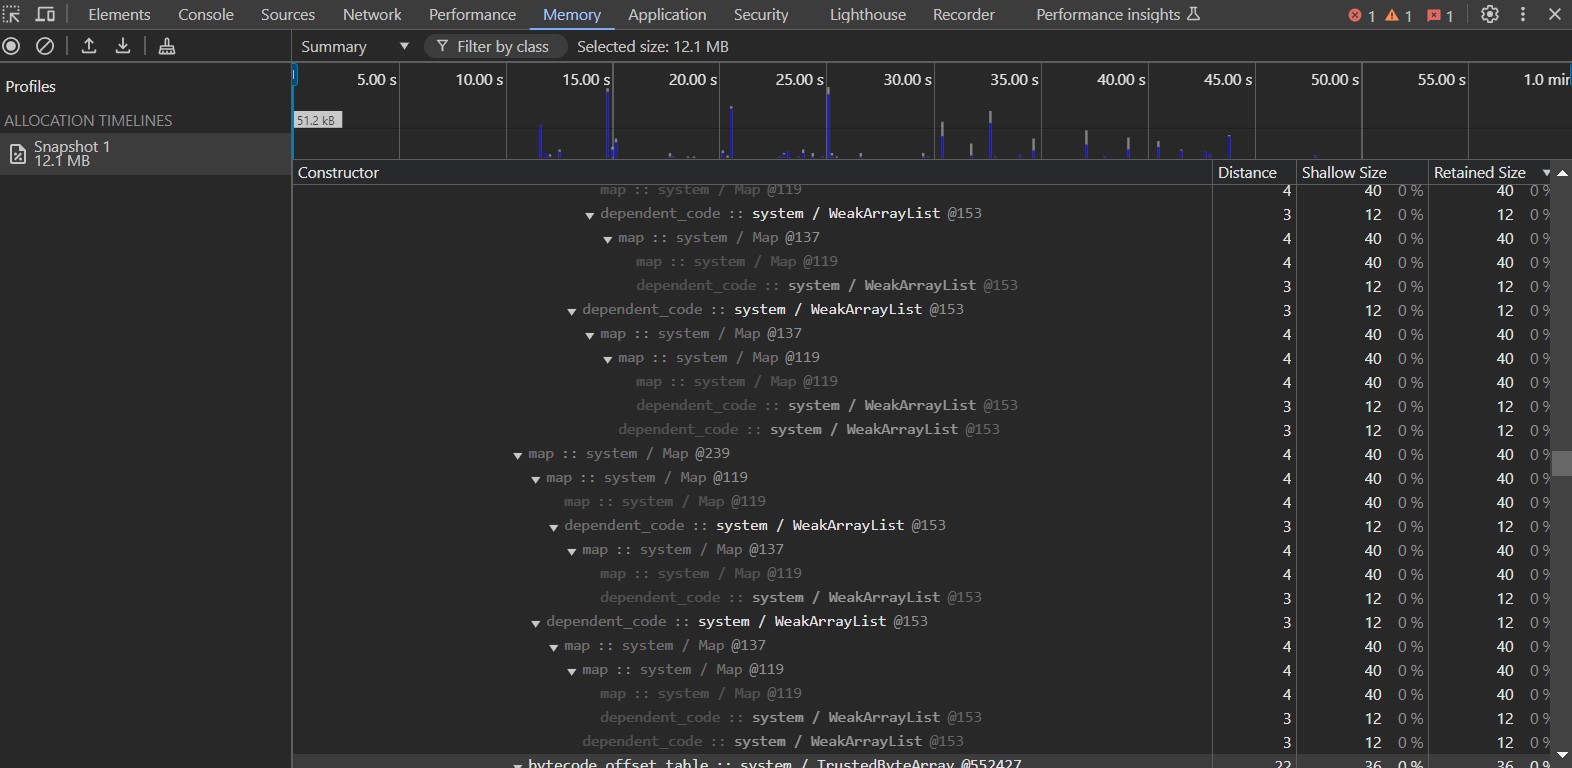 Elements Console Sources Network Performance Memory Application Security Lighthouse Recorder Performance insights 1 1 1
Summary Filter by class Selected size: 12.1 MB
Profiles
ALLOCATION TIMELINES
Snapshot 1
12.1 MB
5.00 s 10.00 s 15.00 s 20.00 s 25.00 s 30.00 s 35.00 s 40.00 s 45.00 s 50.00 s 55.00 s 1.0 min
51.2 kB
Constructor Distance Shallow Size Retained Size
map :: system / Map @119 4 40 0 % 40 0 %
dependent_code :: system / WeakArrayList @153 3 12 0 % 12 0 %
map :: system / Map @137 4 40 0 % 40 0 %
map :: system / Map @119 4 40 0 % 40 0 %
dependent_code :: system / WeakArrayList @153 3 12 0 % 12 0 %
dependent_code :: system / WeakArrayList @153 3 12 0 % 12 0 %
map :: system / Map @137 4 40 0 % 40 0 %
map :: system / Map @119 4 40 0 % 40 0 %
map :: system / Map @119 4 40 0 % 40 0 %
dependent_code :: system / WeakArrayList @153 3 12 0 % 12 0 %
dependent_code :: system / WeakArrayList @153 3 12 0 % 12 0 %
map :: system / Map @239 4 40 0 % 40 0 %
map :: system / Map @119 4 40 0 % 40 0 %
map :: system / Map @119 4 40 0 % 40 0 %
dependent_code :: system / WeakArrayList @153 3 12 0 % 12 0 %
map :: system / Map @137 4 40 0 % 40 0 %
map :: system / Map @119 4 40 0 % 40 0 %
dependent_code :: system / WeakArrayList @153 3 12 0 % 12 0 %
dependent_code :: system / WeakArrayList @153 3 12 0 % 12 0 %
map :: system / Map @137 4 40 0 % 40 0 %
map :: system / Map @119 4 40 0 % 40 0 %
map :: system / Map @119 4 40 0 % 40 0 %
dependent_code :: system / WeakArrayList @153 3 12 0 % 12 0 %
dependent_code :: system / WeakArrayList @153 3 12 0 % 12 0 %
bytecode_offset_table :: system / TrustedByteArray @552427 22 36 0 % 36 0 %